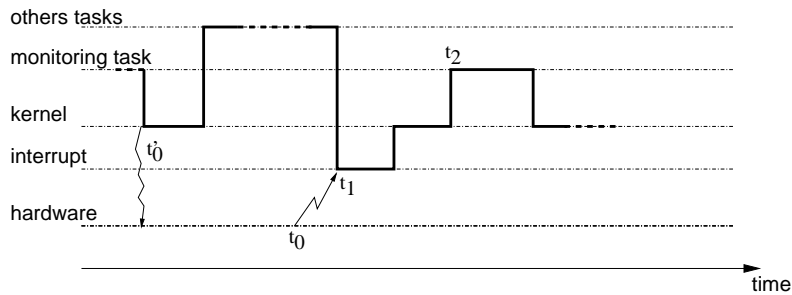 others tasks
monitoring task
t2
kernel
t'0
interrupt
t1
hardware
t0
time